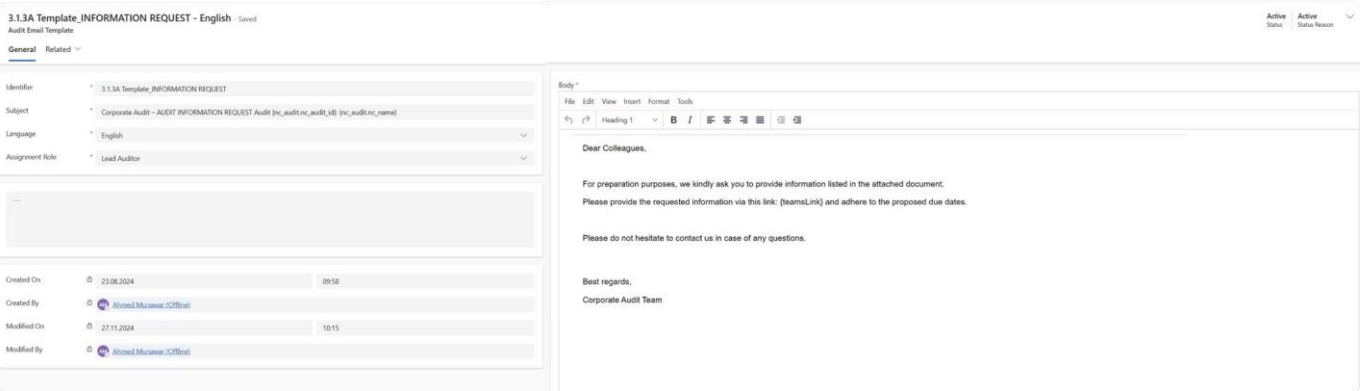 3.1.3A Template_INFORMATION REQUEST - English - Saved
Audit Email Template
Active
Status
Active
Status Reason
General Related
Identifier * 3.1.3A Template_INFORMATION REQUEST
Subject * Corporate Audit – AUDIT INFORMATION REQUEST Audit {nc_audit.nc_audit_id}: {nc_audit.nc_name}
Language * English
Assignment Role * Lead Auditor
---
Created On 23.08.2024 09:58
Created By Ahmed Munawar (Offline)
Modified On 27.11.2024 10:15
Modified By Ahmed Munawar (Offline)
Body *
File Edit View Insert Format Tools
Heading 1 B I
Dear Colleagues,
For preparation purposes, we kindly ask you to provide information listed in the attached document.
Please provide the requested information via this link: {teamsLink} and adhere to the proposed due dates.
Please do not hesitate to contact us in case of any questions.
Best regards,
Corporate Audit Team